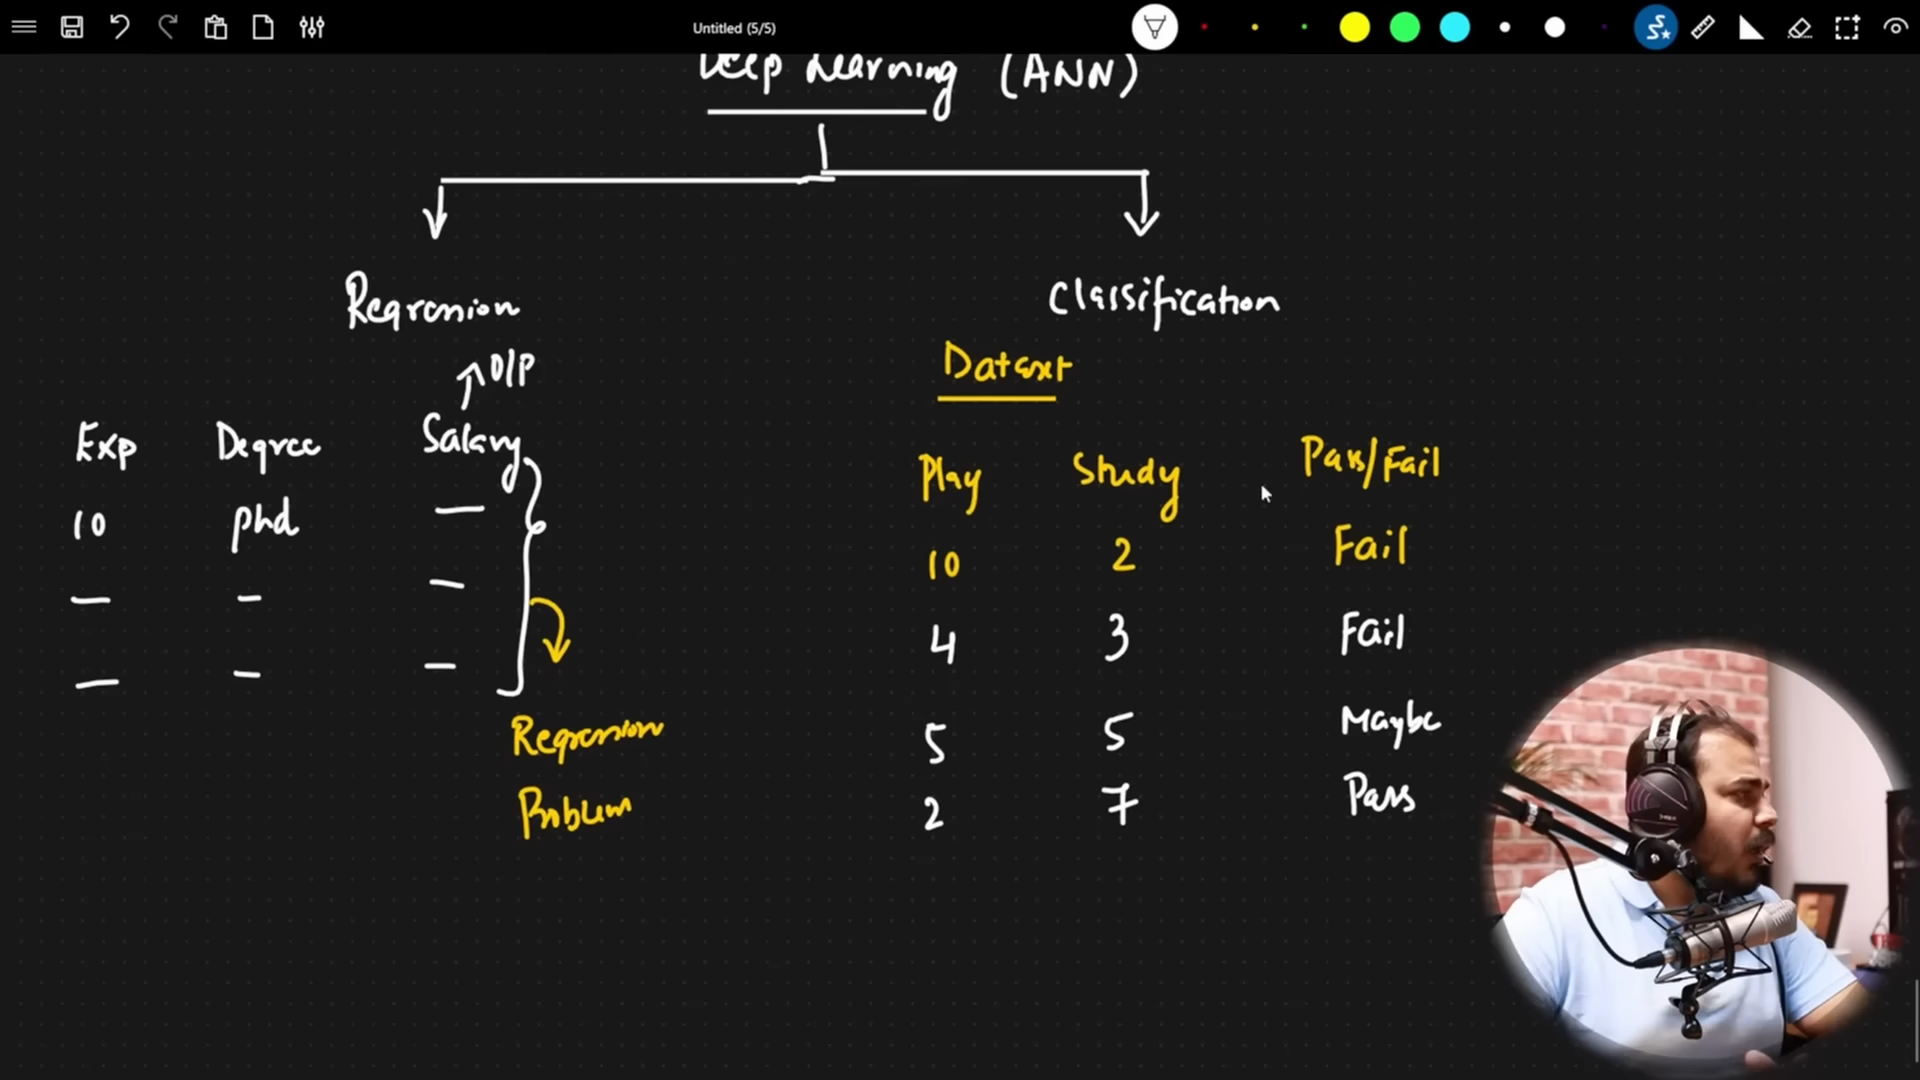 Untitled (5/5)
Deep Learning (ANN)
Regression
Classification
O/P
Dataset
Exp Degree Salary
10 phd —
— — —
— — —
Regression
Problem
Play Study Pass/Fail
10 2 Fail
4 3 Fail
5 5 Maybe
2 7 Pass